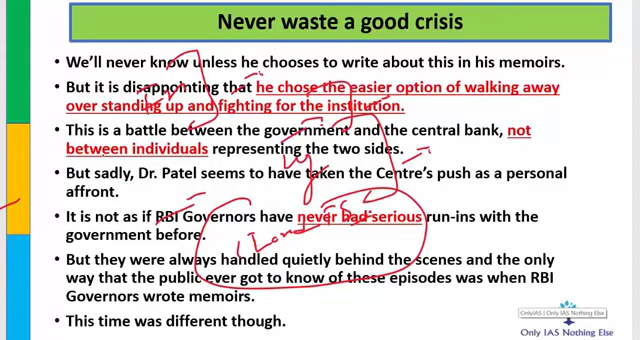 Never waste a good crisis
• We'll never know unless he chooses to write about this in his memoirs.
• But it is disappointing that he chose the easier option of walking away
over standing up and fighting for the institution.
• This is a battle between the government and the central bank, not
between individuals representing the two sides.
• But sadly, Dr. Patel seems to have taken the Centre's push as a personal
affront.
• It is not as if RBI Governors have never had serious run-ins with the
government before.
• But they were always handled quietly behind the scenes and the only
way that the public ever got to know of these episodes was when RBI
Governors wrote memoirs.
• This time was different though.
OnlyIAS | Only IAS Nothing Else
Only IAS Nothing Else